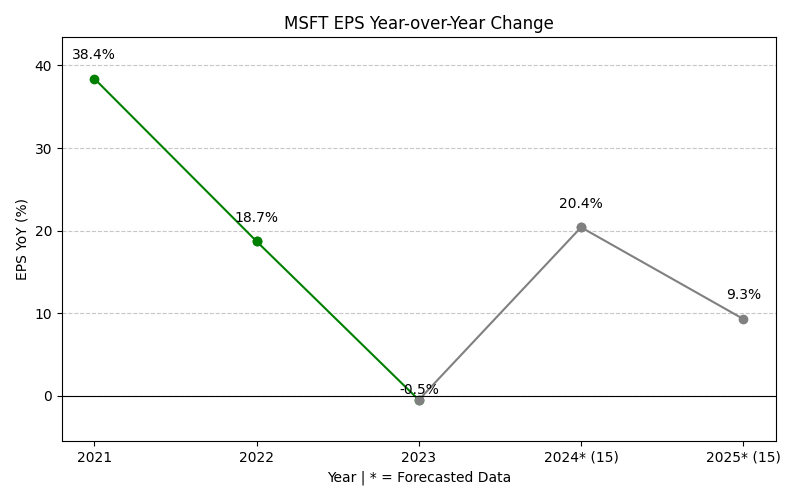 MSFT EPS Year-over-Year Change
38.4%
40
30
20.4%
18.7%
20
EPS YoY (%)
9.3%
10
-0.5%
0
2021 2022 2023 2024* (15) 2025* (15)
Year | * = Forecasted Data